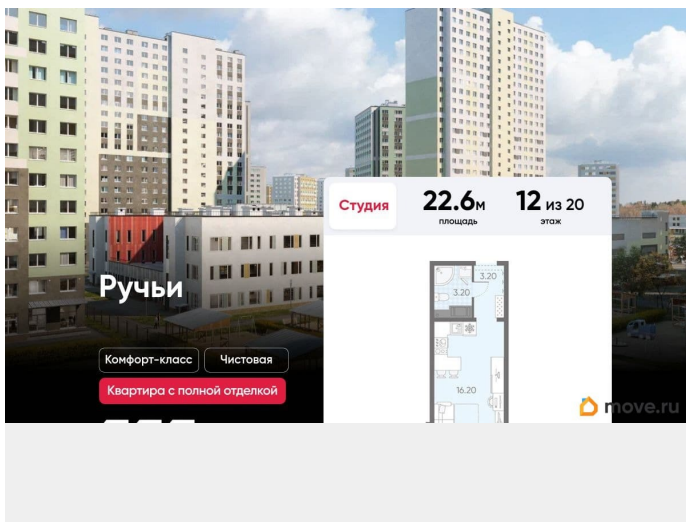 Студия
22.6м
площадь
12 из 20
этаж
3.20
3.20
16.20
Ручьи
Комфорт-класс
Чистовая
Квартира с полной отделкой
move.ru